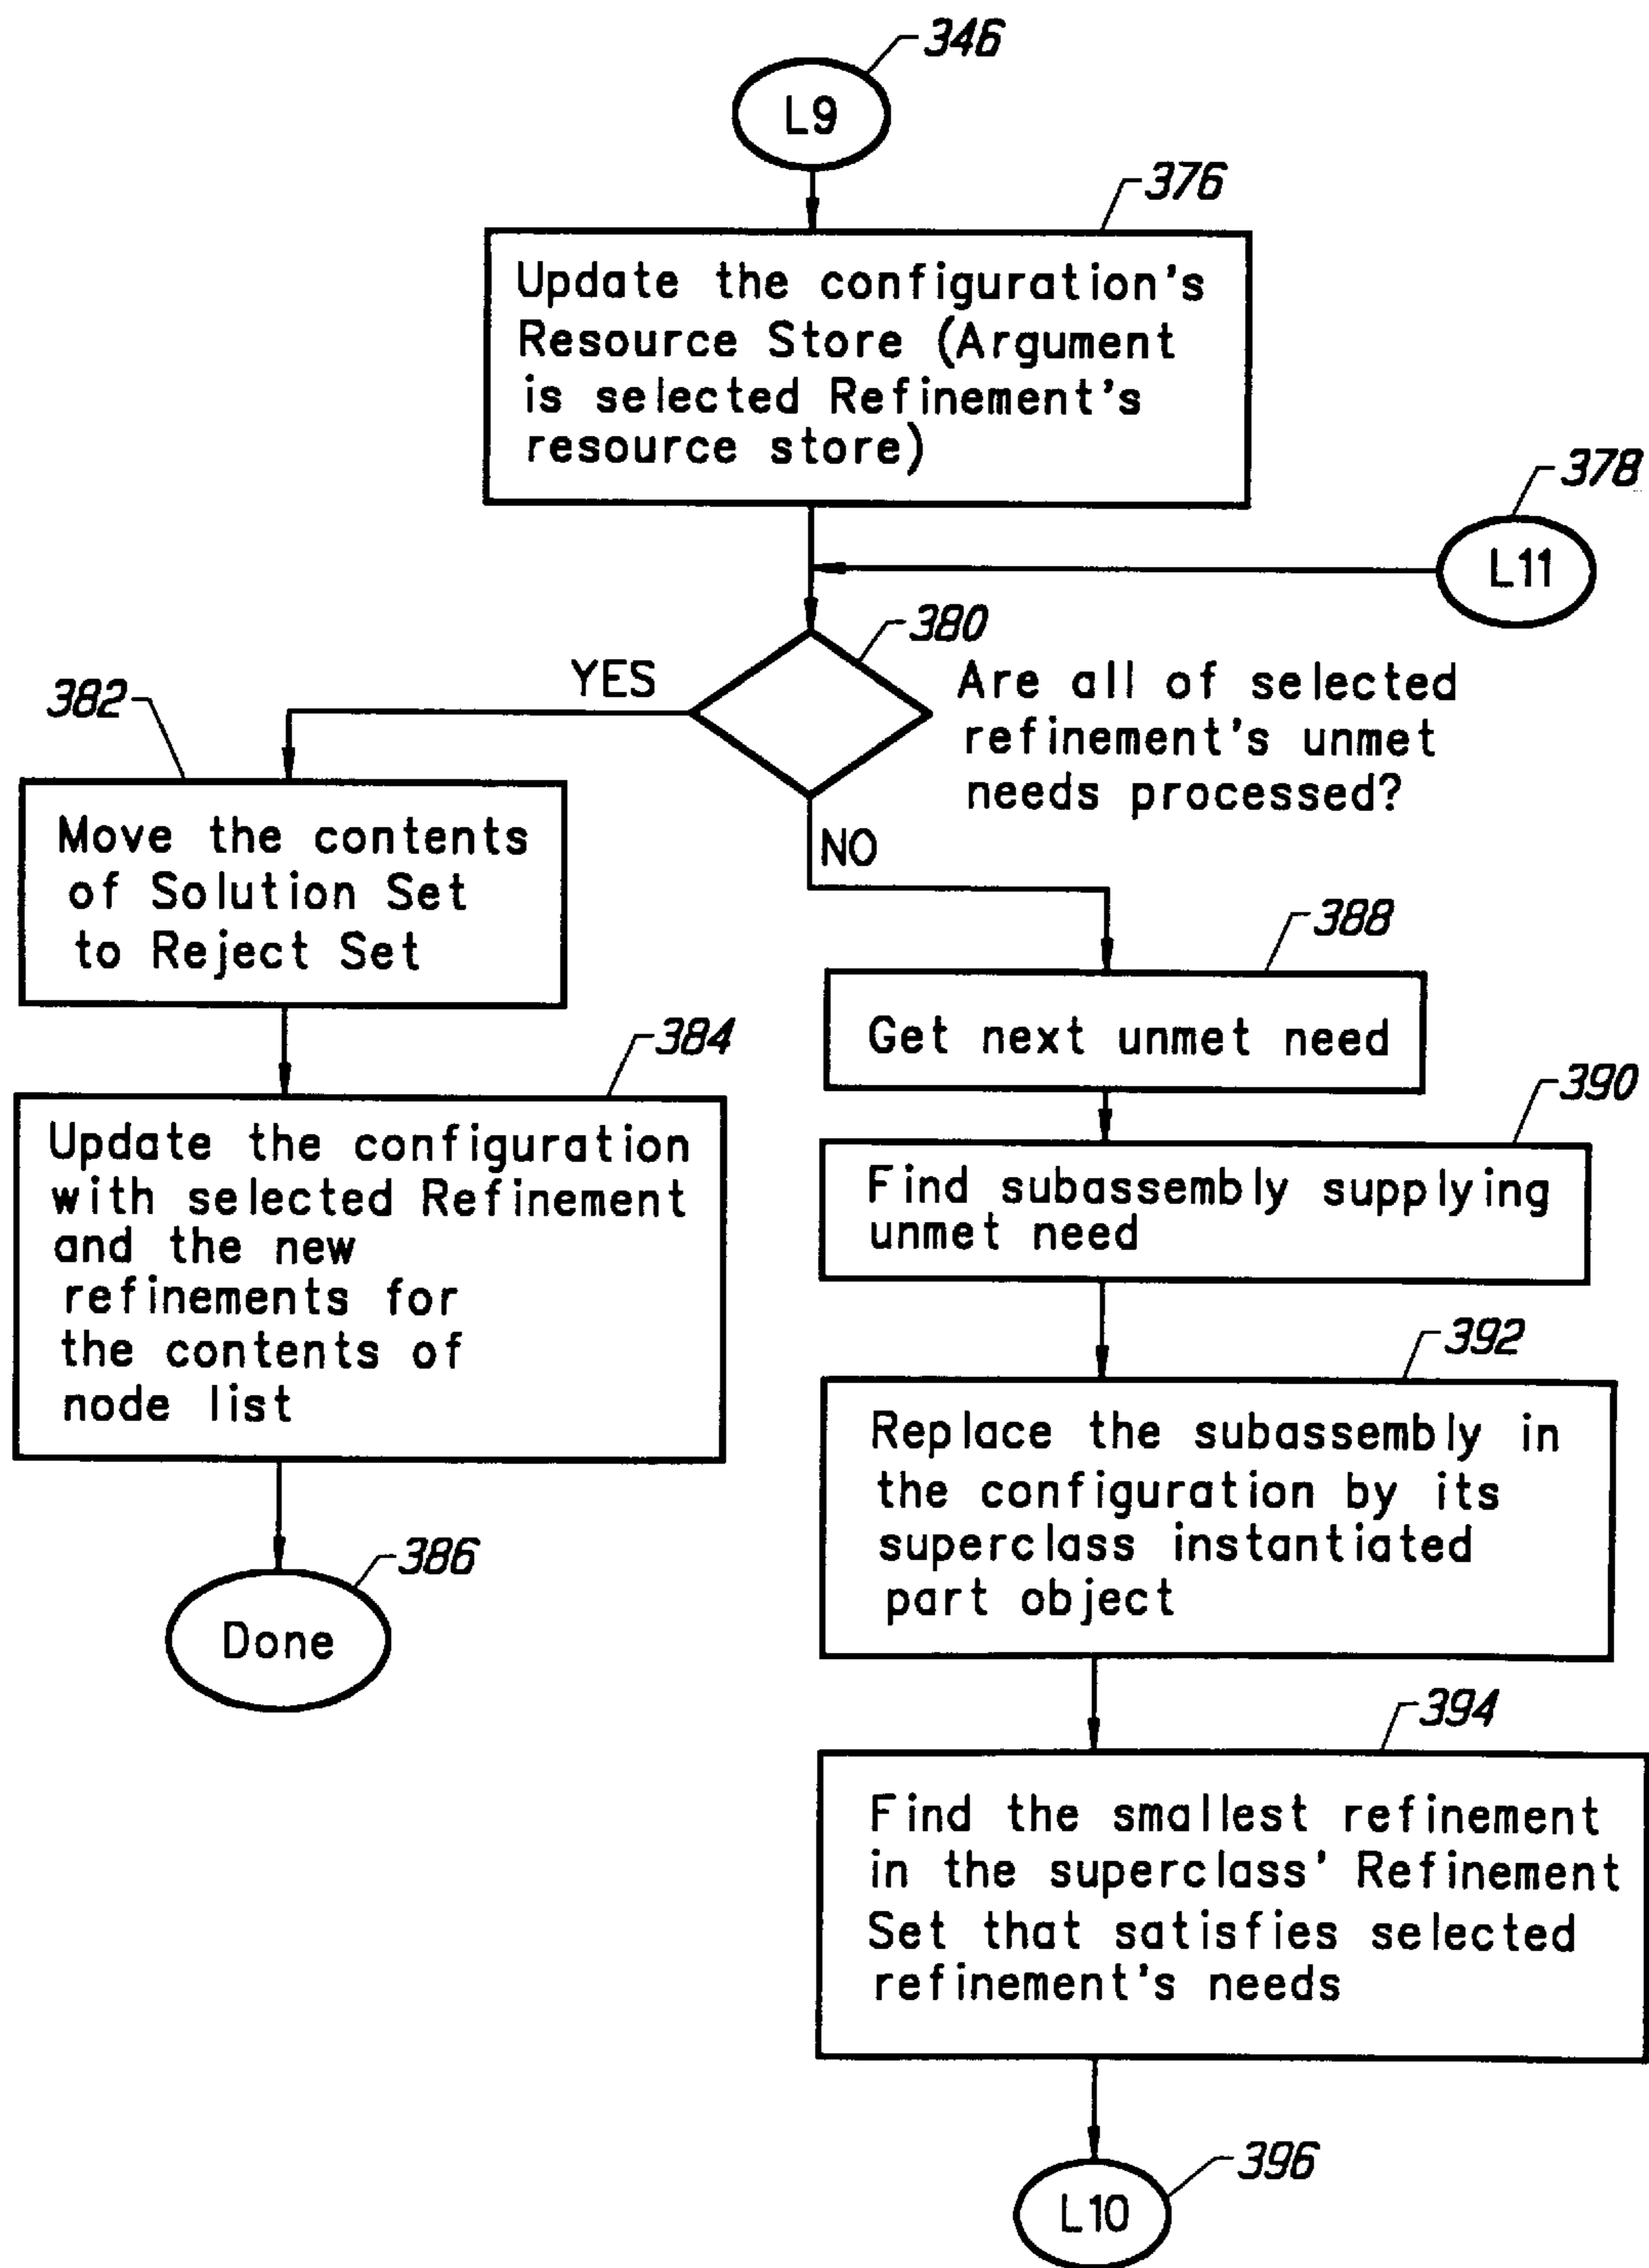 346
L9
376
Update the configuration's
Resource Store (Argument
is selected Refinement's
resource store)
378
L11
380
YES
Are all of selected
refinement's unmet
needs processed?
382
Move the contents
of Solution Set
to Reject Set
NO
388
Get next unmet need
384
Update the configuration
with selected Refinement
and the new
refinements for
the contents of
node list
390
Find subassembly supplying
unmet need
392
Replace the subassembly in
the configuration by its
superclass instantiated
part object
386
Done
394
Find the smallest refinement
in the superclass' Refinement
Set that satisfies selected
refinement's needs
396
L10